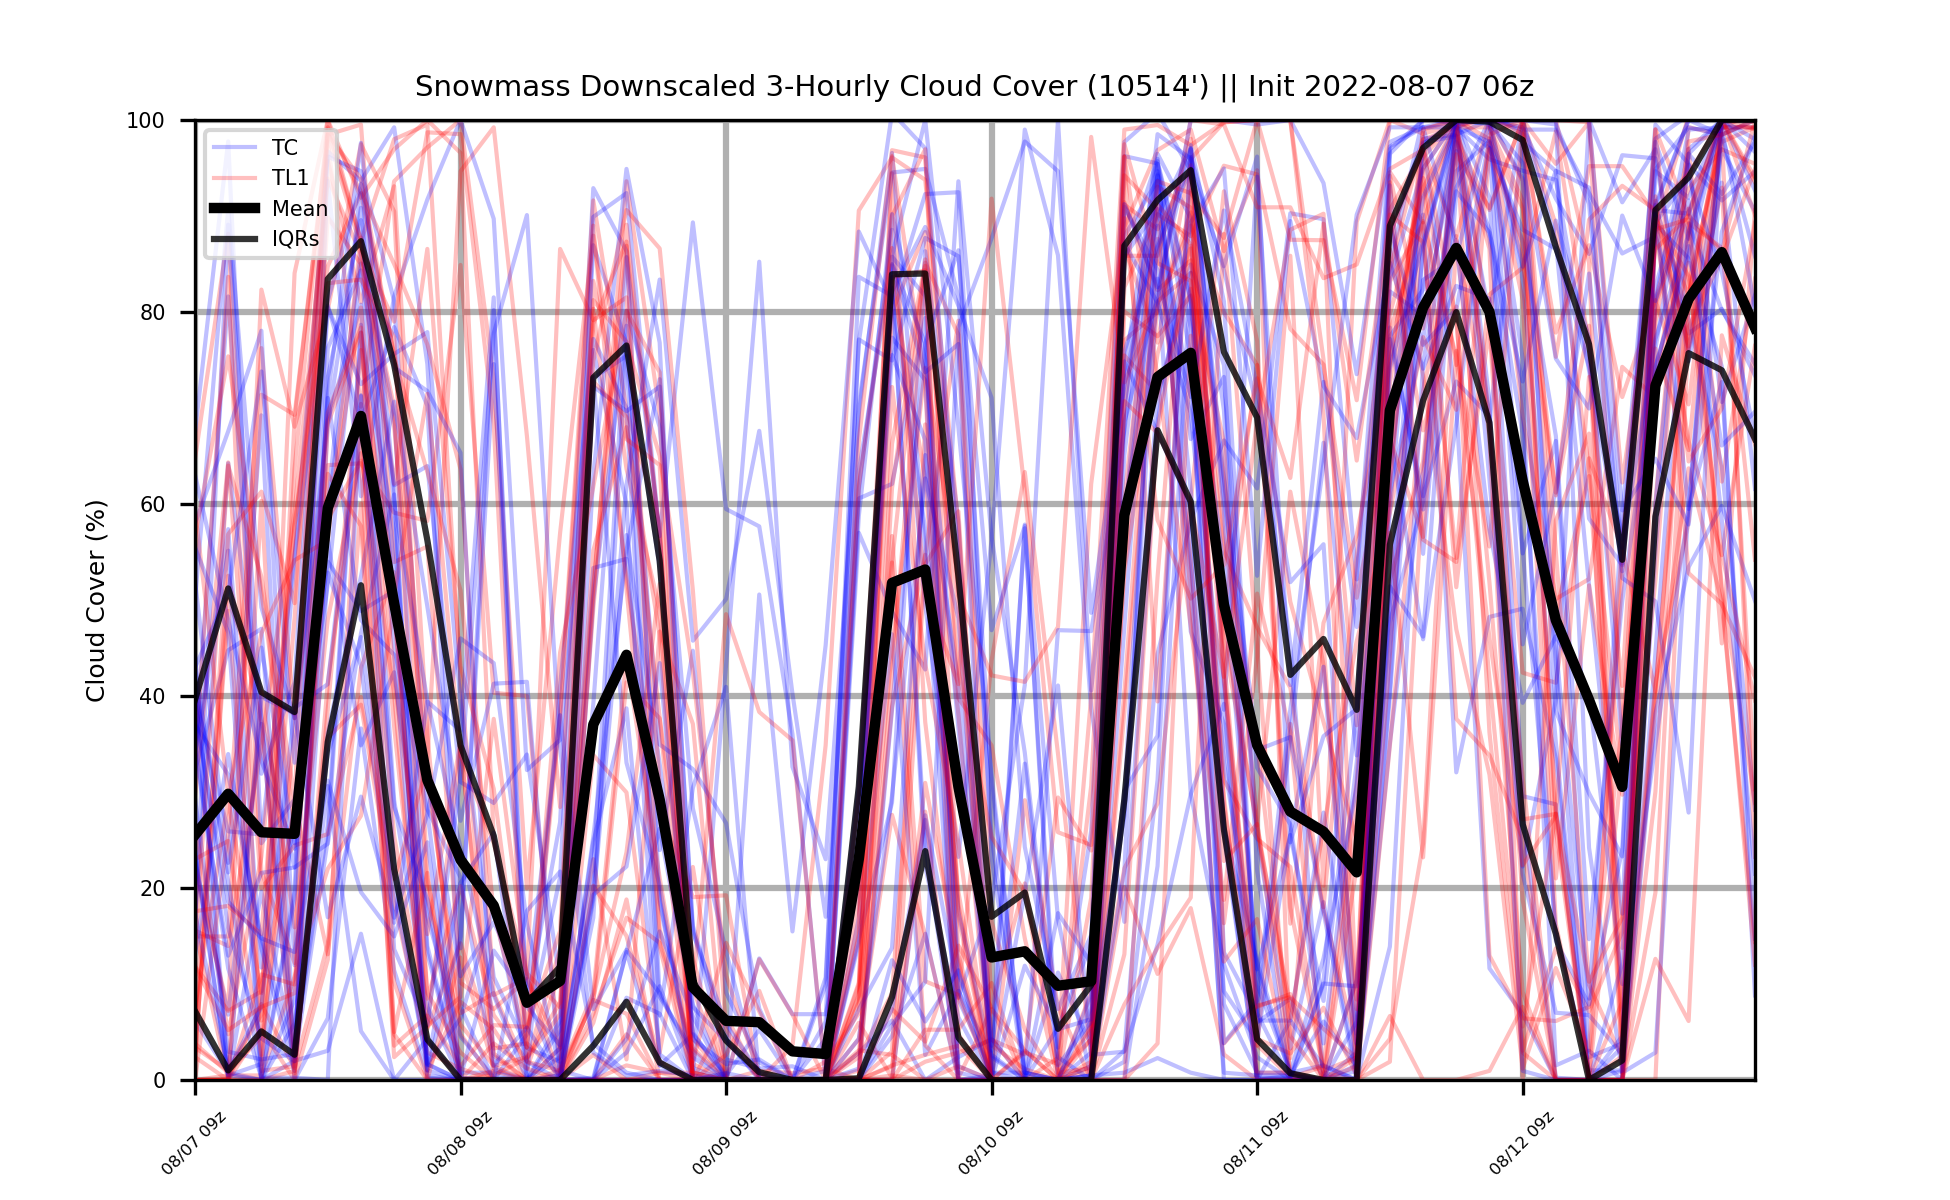 Snowmass Downscaled 3-Hourly Cloud Cover (10514') || Init 2022-08-07 06z
TC
TL1
Mean
IQRs
Cloud Cover (%)
100
80
60
40
20
0
08/07 09z
08/08 09z
08/09 09z
08/10 09z
08/11 09z
08/12 09z